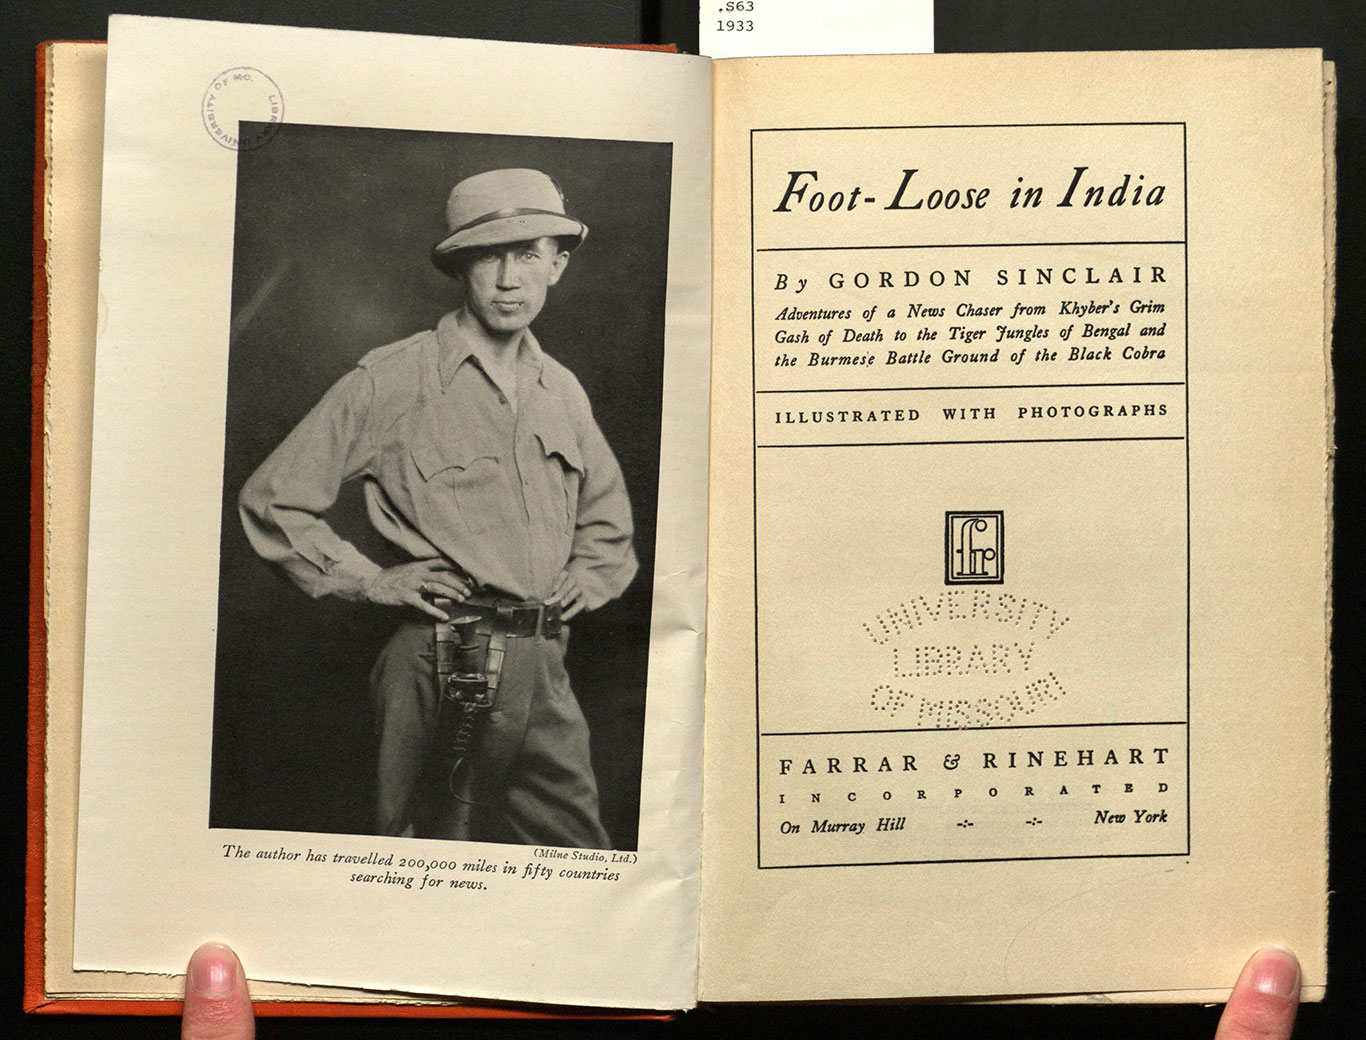 .S63
1933
UNIVERSITY OF MO. LIBRARY
(Milne Studio, Ltd.)
The author has travelled 200,000 miles in fifty countries
searching for news.
Foot-Loose in India
By GORDON SINCLAIR
Adventures of a News Chaser from Khyber's Grim
Gash of Death to the Tiger Jungles of Bengal and
the Burmese Battle Ground of the Black Cobra
ILLUSTRATED WITH PHOTOGRAPHS
fr
UNIVERSITY
LIBRARY
OF MISSOURI
FARRAR & RINEHART
INCORPORATED
On Murray Hill -:- -:- New York